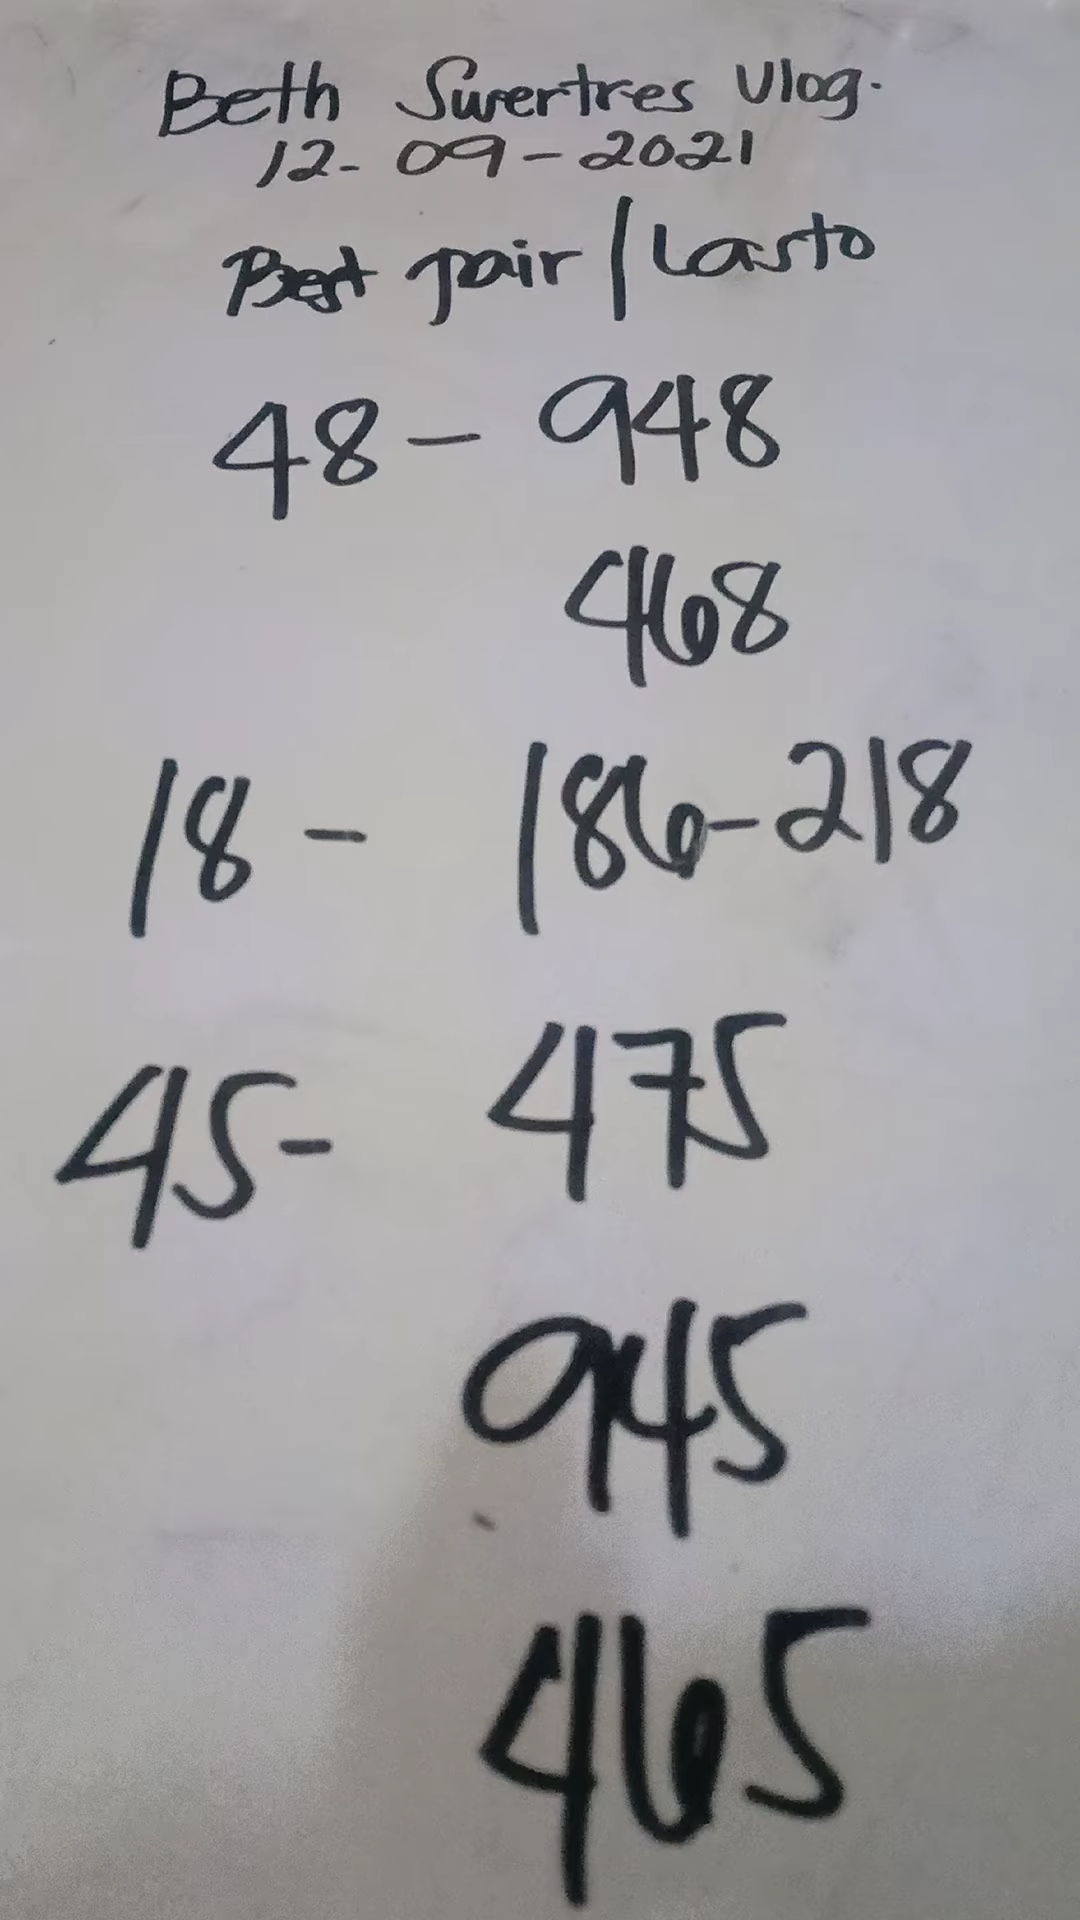 Beth Swertres Vlog.
12-09-2021
Best pair / Lasto
48 - 948
468
18 - 186-218
45- 475
945
465